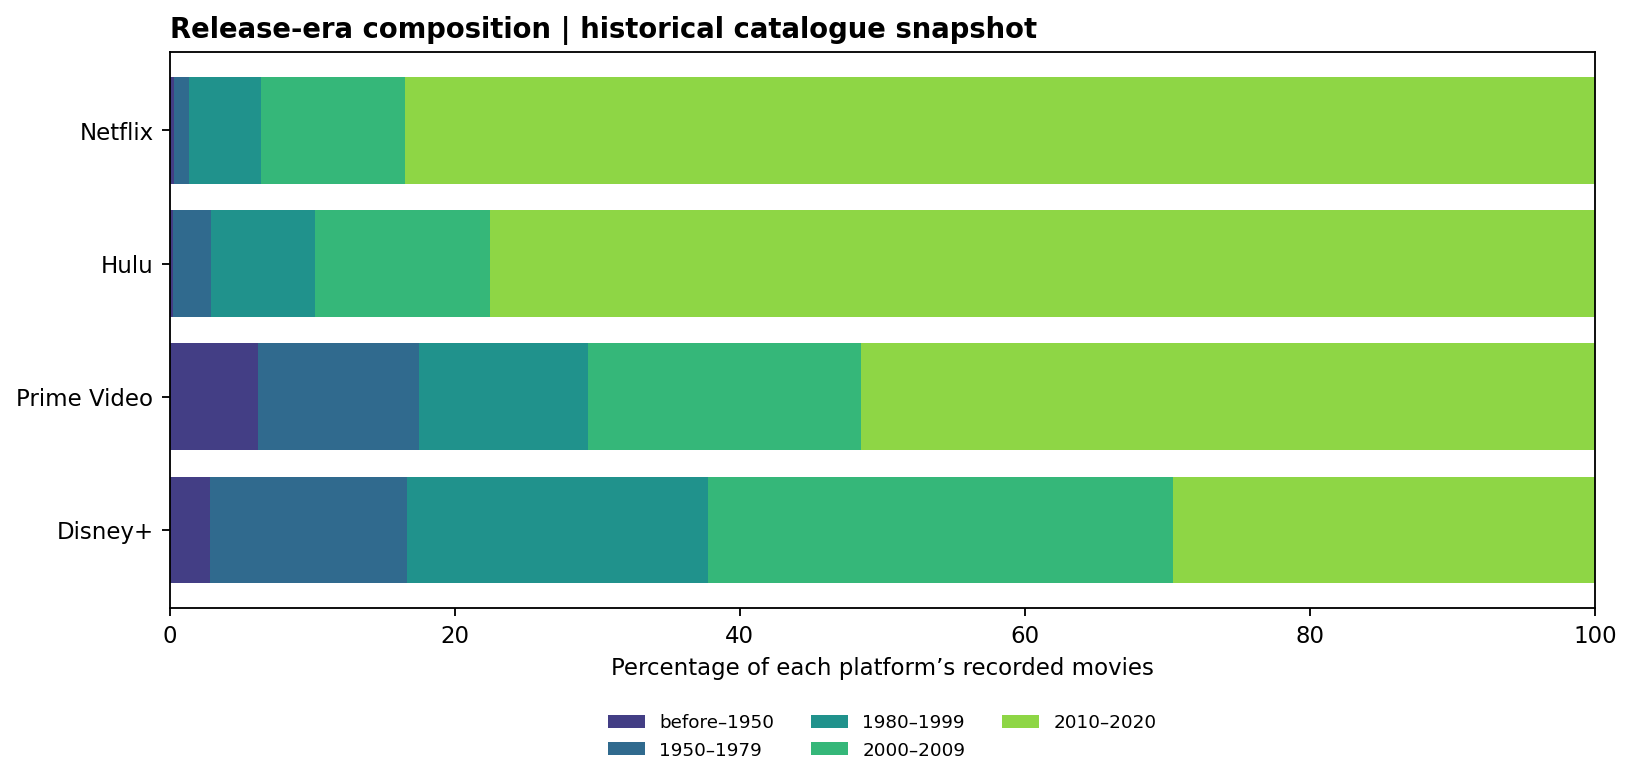 Release-era composition | historical catalogue snapshot
Netflix
Hulu
Prime Video
Disney+
0 20 40 60 80 100
Percentage of each platform’s recorded movies
before–1950 1980–1999 2010–2020
1950–1979 2000–2009